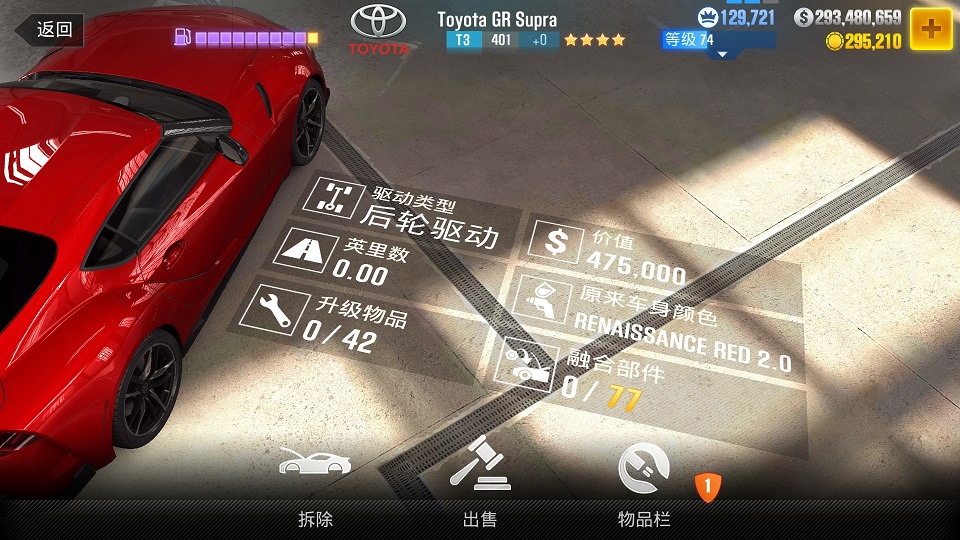 返回
TOYOTA
Toyota GR Supra
T3 401 +0
129,721
293,480,659
等级 74
295,210
驱动类型
后轮驱动
英里数
0.00
升级物品
0/42
价值
475,000
原来车身颜色
RENAISSANCE RED 2.0
融合部件
0/77
拆除
出售
物品栏
1